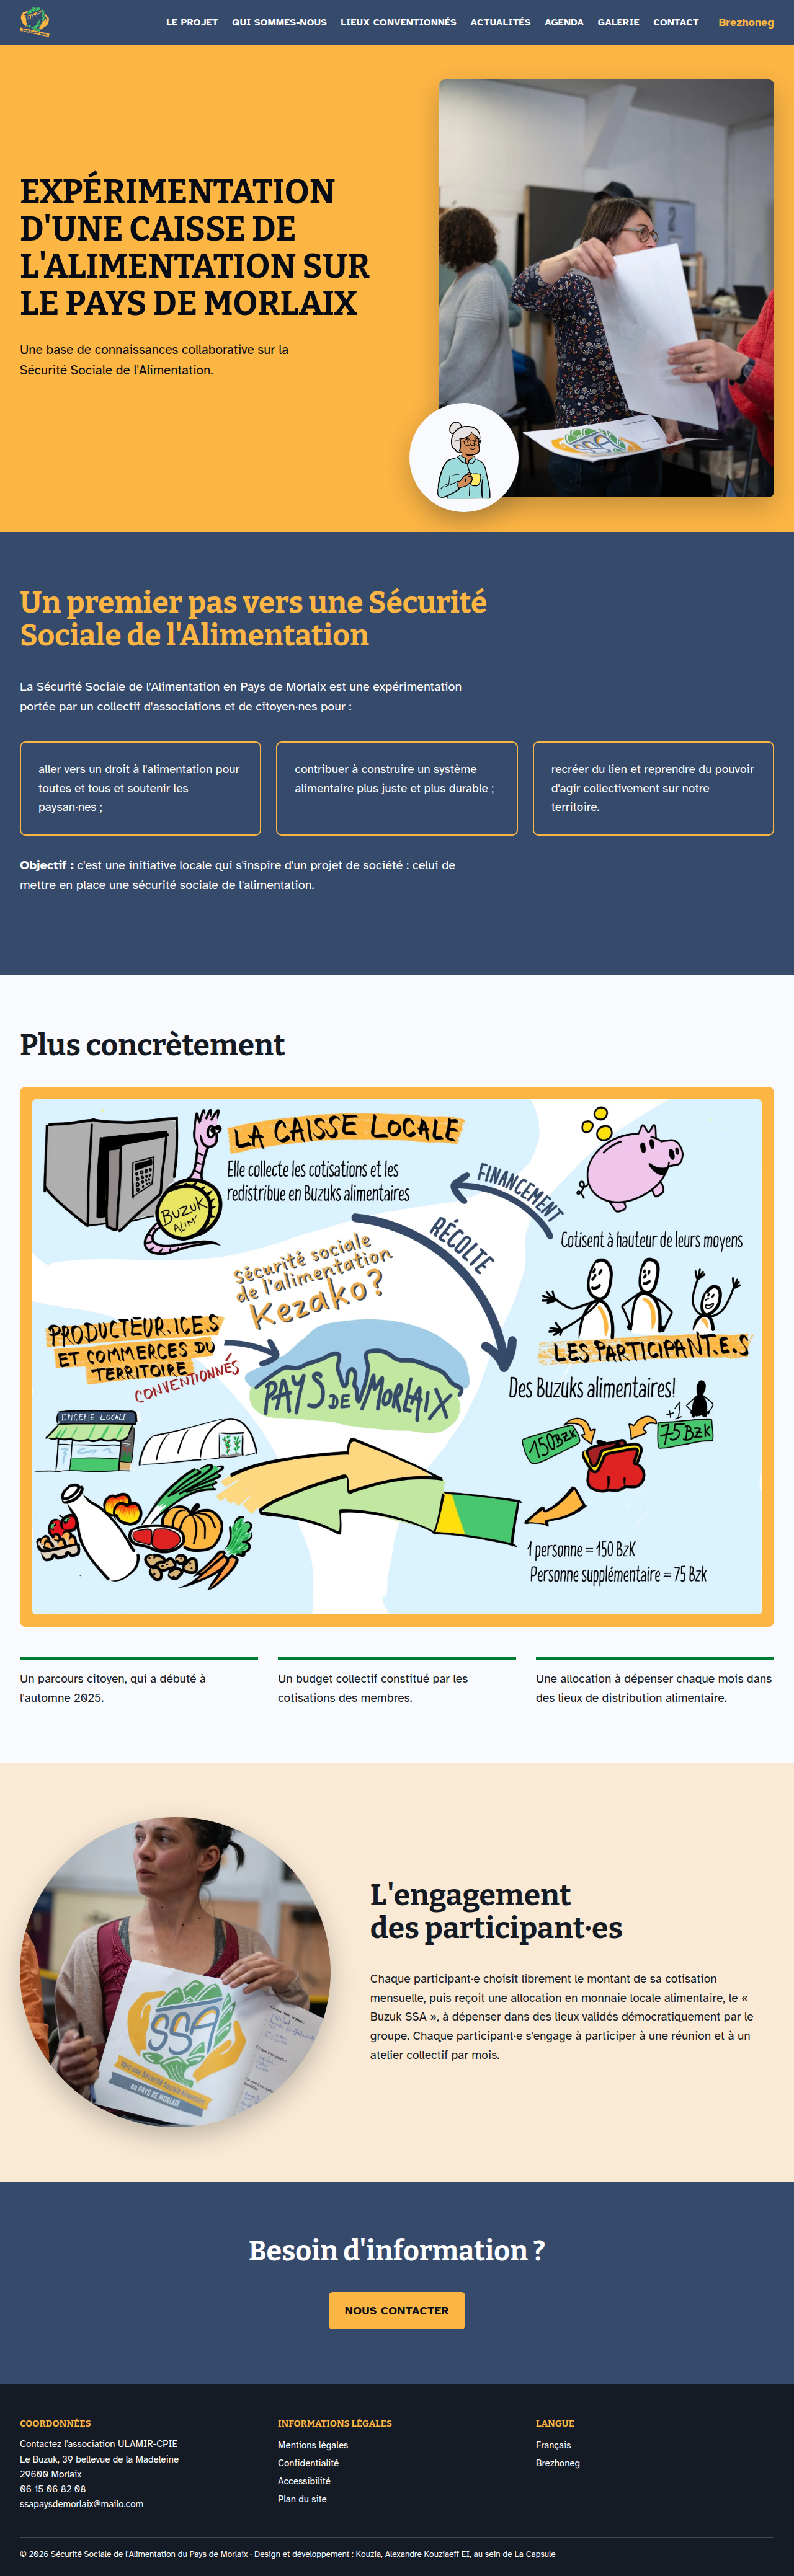 LE PROJET QUI SOMMES-NOUS LIEUX CONVENTIONNÉS ACTUALITÉS AGENDA GALERIE CONTACT Brezhoneg
EXPÉRIMENTATION
D'UNE CAISSE DE
L'ALIMENTATION SUR
LE PAYS DE MORLAIX
Une base de connaissances collaborative sur la
Sécurité Sociale de l'Alimentation.
Un premier pas vers une Sécurité
Sociale de l'Alimentation
La Sécurité Sociale de l'Alimentation en Pays de Morlaix est une expérimentation
portée par un collectif d'associations et de citoyen·nes pour :
aller vers un droit à l'alimentation pour
toutes et tous et soutenir les
paysan·nes ;
contribuer à construire un système
alimentaire plus juste et plus durable ;
recréer du lien et reprendre du pouvoir
d'agir collectivement sur notre
territoire.
Objectif : c'est une initiative locale qui s'inspire d'un projet de société : celui de
mettre en place une sécurité sociale de l'alimentation.
Plus concrètement
LA CAISSE LOCALE
Elle collecte les cotisations et les
redistribue en Buzuks alimentaires
BUZUK
ALIM'
FINANCEMENT
RÉCOLTE
Cotisent à hauteur de leurs moyens
Sécurité sociale
de l'alimentation
Kezako?
PRODUCTEUR.ICE.S
ET COMMERCES DU
TERRITOIRE
CONVENTIONNÉS
LES PARTICIPANT.E.S
PAYS DE MORLAIX
Des Buzuks alimentaires!
EPICERIE LOCALE
+1
150Bzk
75Bzk
1 personne = 150 BzK
Personne supplémentaire = 75 Bzk
Un parcours citoyen, qui a débuté à
l'automne 2025.
Un budget collectif constitué par les
cotisations des membres.
Une allocation à dépenser chaque mois dans
des lieux de distribution alimentaire.
SSA
Vers une Sécurité Sociale Alimentaire
en PAYS DE MORLAIX
L'engagement
des participant·es
Chaque participant·e choisit librement le montant de sa cotisation
mensuelle, puis reçoit une allocation en monnaie locale alimentaire, le «
Buzuk SSA », à dépenser dans des lieux validés démocratiquement par le
groupe. Chaque participant·e s'engage à participer à une réunion et à un
atelier collectif par mois.
Besoin d'information ?
NOUS CONTACTER
COORDONNÉES
Contactez l'association ULAMIR-CPIE
Le Buzuk, 39 bellevue de la Madeleine
29600 Morlaix
06 15 06 82 08
ssapaysdemorlaix@mailo.com
INFORMATIONS LÉGALES
Mentions légales
Confidentialité
Accessibilité
Plan du site
LANGUE
Français
Brezhoneg
© 2026 Sécurité Sociale de l'Alimentation du Pays de Morlaix · Design et développement : Kouzia, Alexandre Kouziaeff EI, au sein de La Capsule